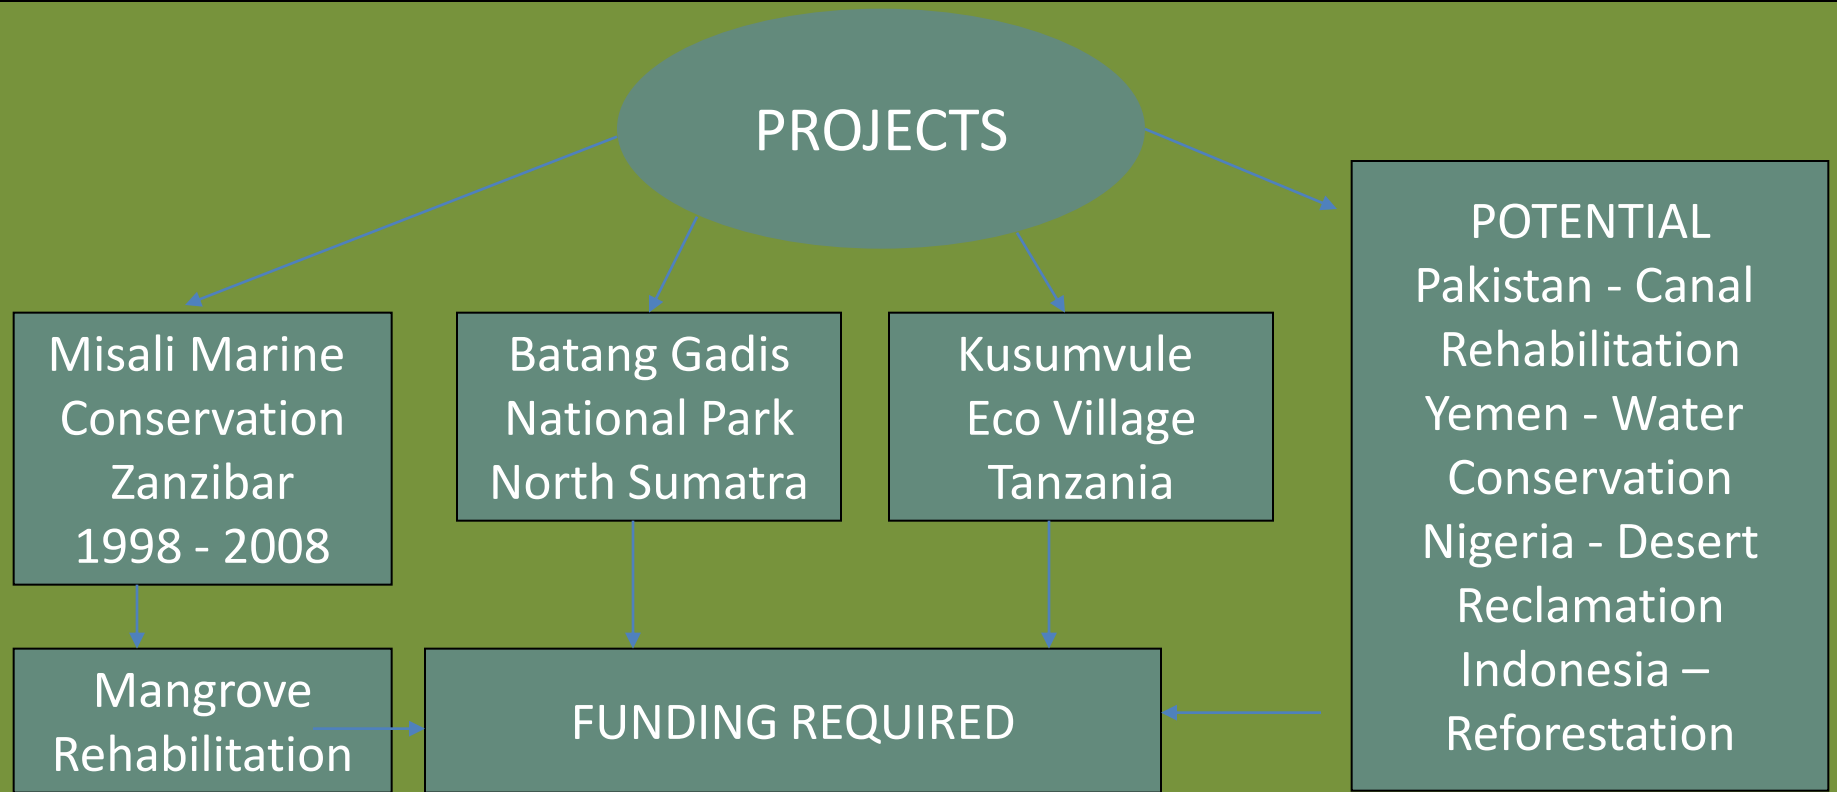 PROJECTS
Misali Marine
Conservation
Zanzibar
1998 - 2008
Batang Gadis
National Park
North Sumatra
Kusumvule
Eco Village
Tanzania
POTENTIAL
Pakistan - Canal
Rehabilitation
Yemen - Water
Conservation
Nigeria - Desert
Reclamation
Indonesia –
Reforestation
Mangrove
Rehabilitation
FUNDING REQUIRED